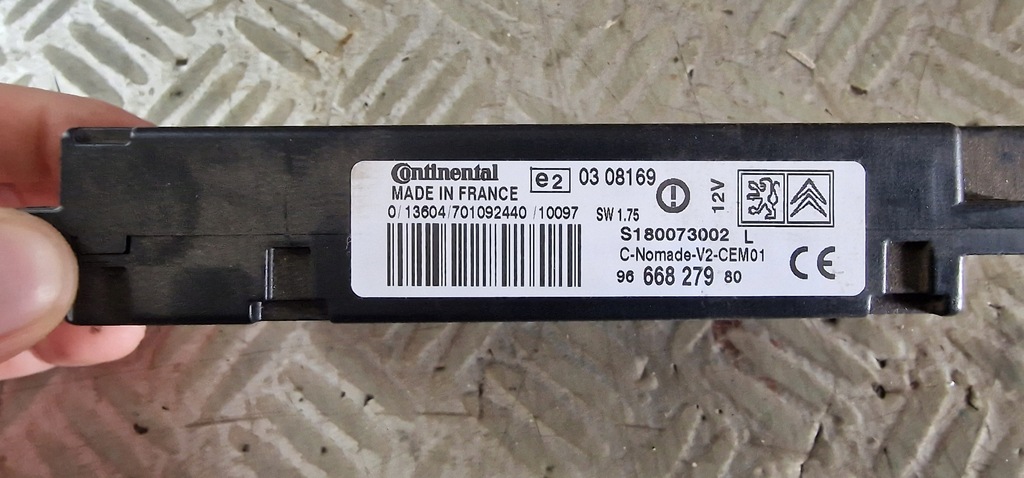 Continental
MADE IN FRANCE
e2 03 08169
12V
0/13604/701092440 /10097 SW 1.75
S180073002 L
C-Nomade-V2-CEM01
96 668 279 80
CE